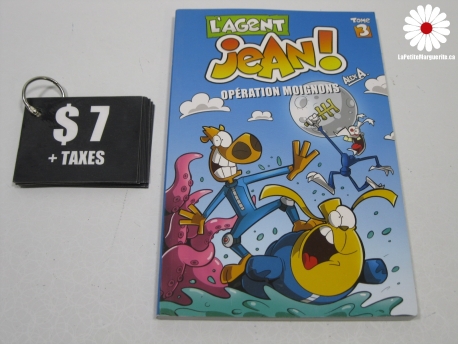 L'AGENT
JEAN!
TOME
3
OPÉRATION MOIGNONS
ALEX A.
$ 7
+ TAXES
LaPetiteMarguerite.ca